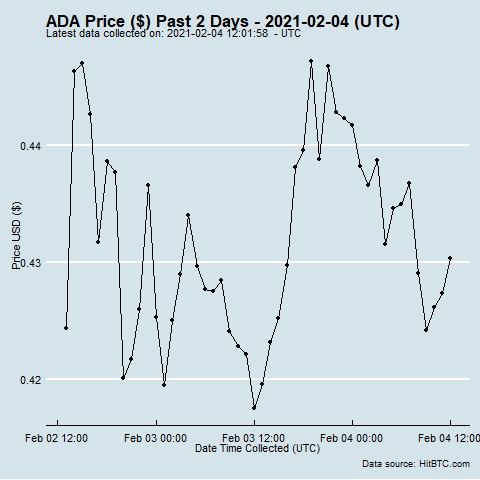 ADA Price ($) Past 2 Days - 2021-02-04 (UTC)
Latest data collected on: 2021-02-04 12:01:58 - UTC
0.44
0.43
0.42
Price USD ($)
Feb 02 12:00 Feb 03 00:00 Feb 03 12:00 Feb 04 00:00 Feb 04 12:00
Date Time Collected (UTC)
Data source: HitBTC.com